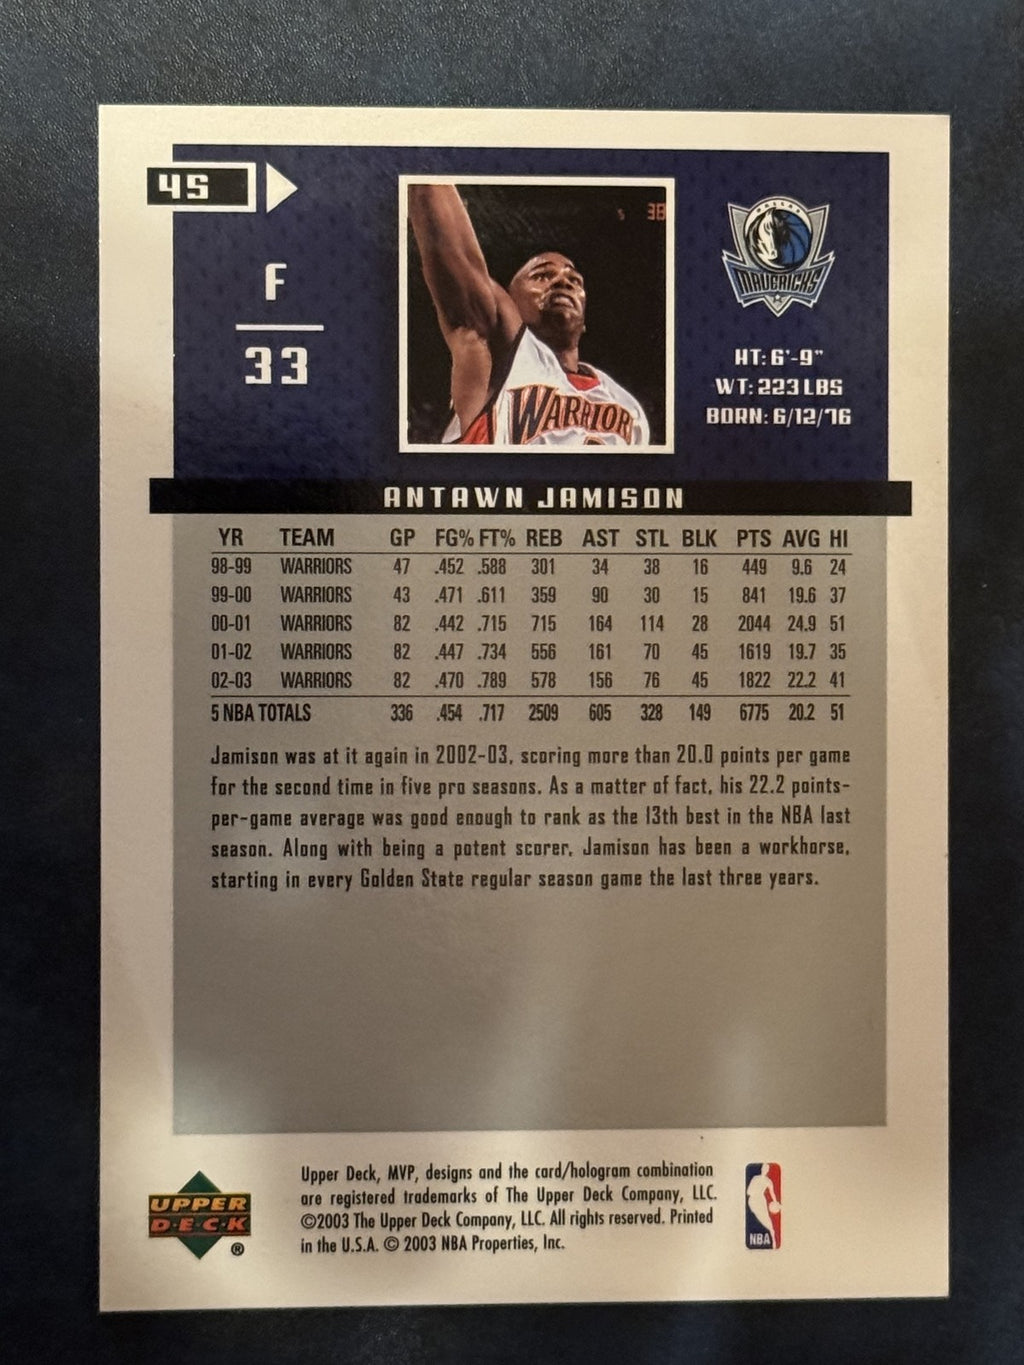 45
F
33
38
WARRIOR
DALLAS
MAVERICKS
HT: 6'-9"
WT: 223 LBS
BORN: 6/12/76
ANTAWN JAMISON
YR TEAM GP FG% FT% REB AST STL BLK PTS AVG HI
98-99 WARRIORS 47 .452 .588 301 34 38 16 449 9.6 24
99-00 WARRIORS 43 .471 .611 359 90 30 15 841 19.6 37
00-01 WARRIORS 82 .442 .715 715 164 114 28 2044 24.9 51
01-02 WARRIORS 82 .447 .734 556 161 70 45 1619 19.7 35
02-03 WARRIORS 82 .470 .789 578 156 76 45 1822 22.2 41
5 NBA TOTALS 336 .454 .717 2509 605 328 149 6775 20.2 51
Jamison was at it again in 2002-03, scoring more than 20.0 points per game
for the second time in five pro seasons. As a matter of fact, his 22.2 points-
per-game average was good enough to rank as the 13th best in the NBA last
season. Along with being a potent scorer, Jamison has been a workhorse,
starting in every Golden State regular season game the last three years.
UPPER
D·E·C·K
®
Upper Deck, MVP, designs and the card/hologram combination
are registered trademarks of The Upper Deck Company, LLC.
©2003 The Upper Deck Company, LLC. All rights reserved. Printed
in the U.S.A. © 2003 NBA Properties, Inc.
NBA